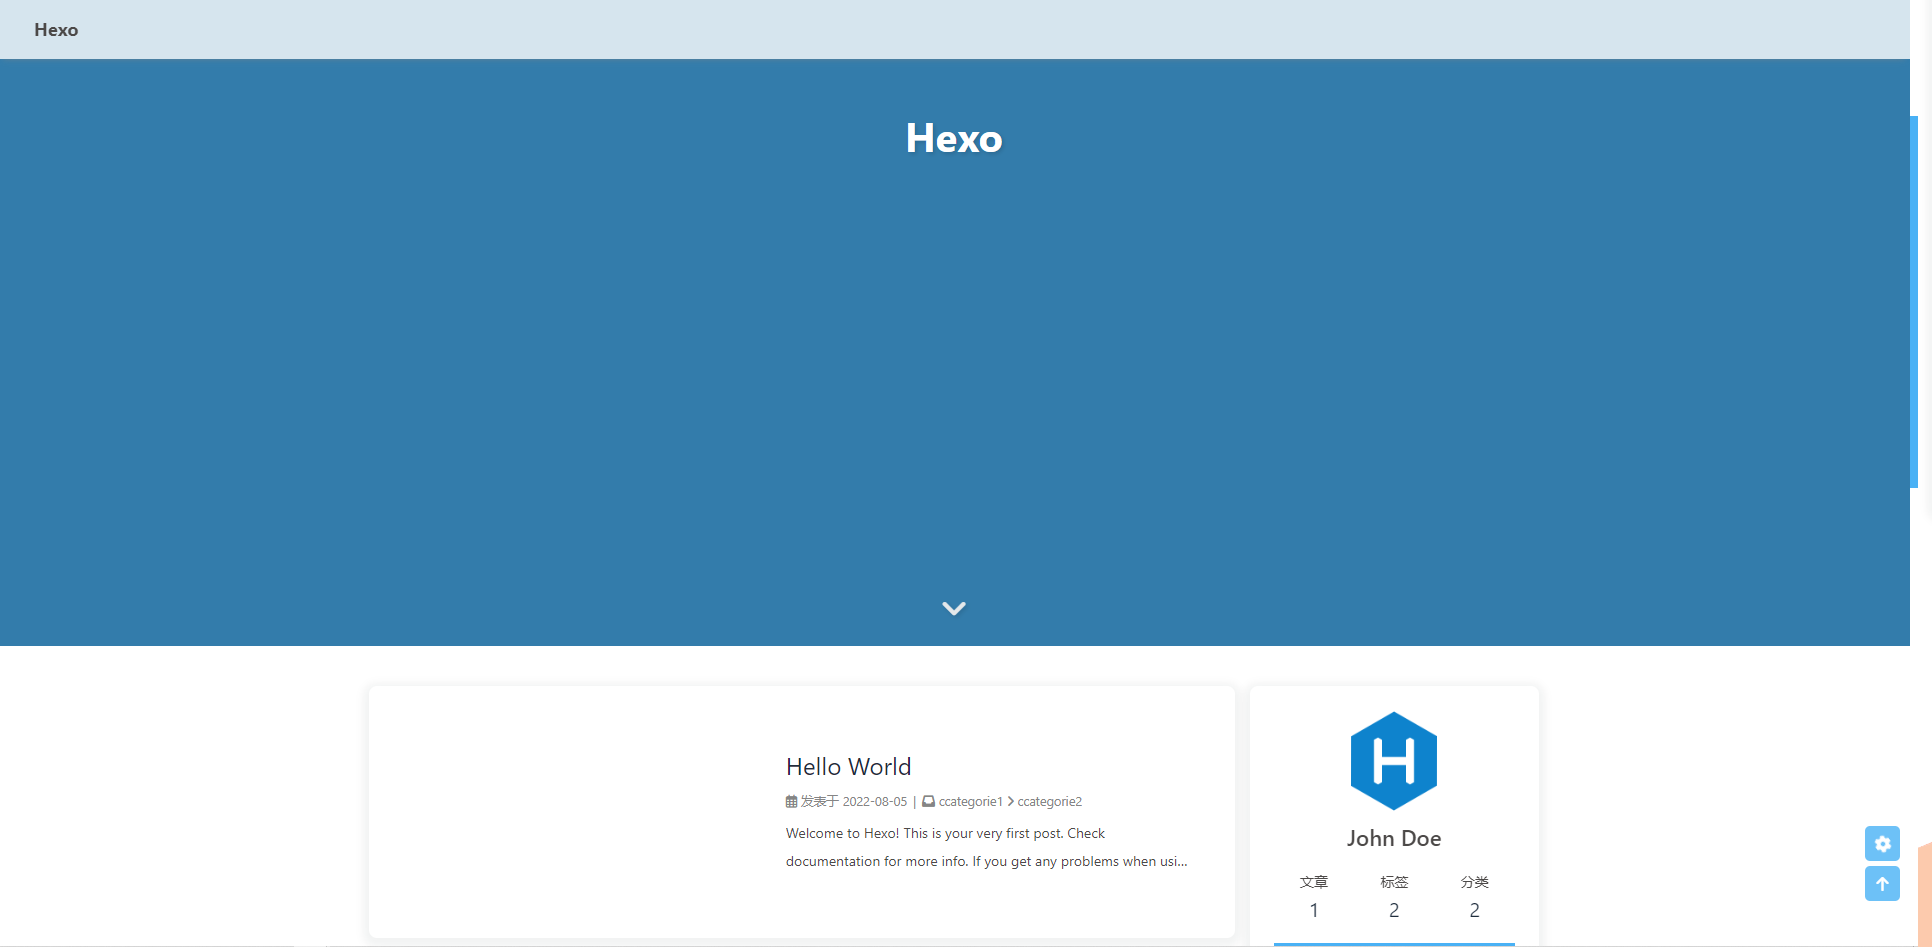 Hexo
Hexo
Hello World
发表于 2022-08-05 | ccategorie1 > ccategorie2
Welcome to Hexo! This is your very first post. Check
documentation for more info. If you get any problems when usi...
H
John Doe
文章 标签 分类
1 2 2